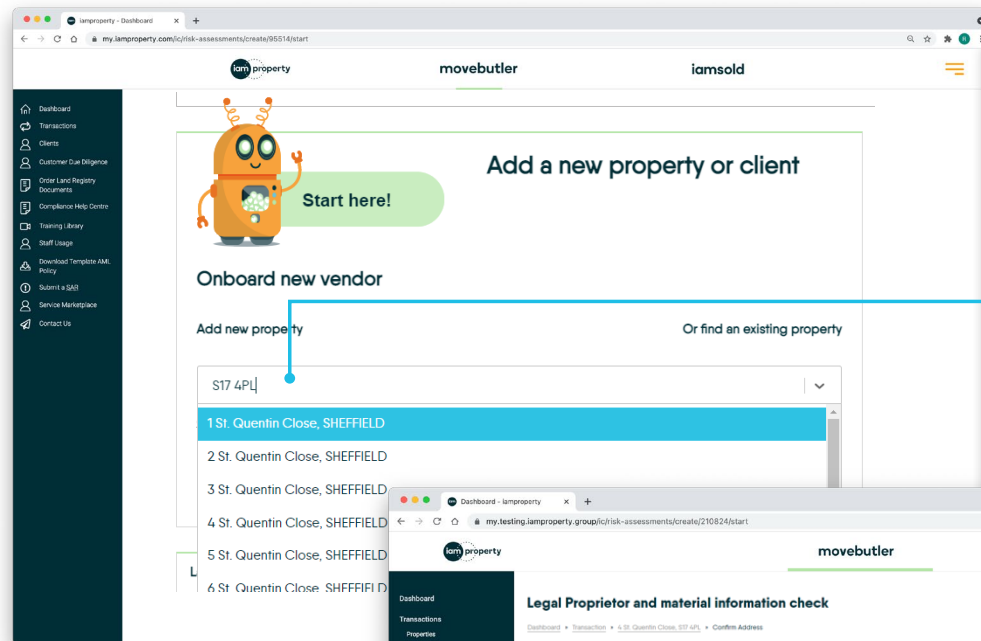 iamproperty - Dashboard
my.iamproperty.com/ic/risk-assessments/create/95514/start
iam property
movebutler
iamsold
Dashboard
Transactions
Clients
Customer Due Diligence
Order Land Registry
Documents
Compliance Help Centre
Training Library
Staff Usage
Download Template AML
Policy
Submit a SAR
Service Marketplace
Contact Us
Add a new property or client
Start here!
Onboard new vendor
Add new property
Or find an existing property
S17 4PL
1 St. Quentin Close, SHEFFIELD
2 St. Quentin Close, SHEFFIELD
3 St. Quentin Close, SHEFFIELD
4 St. Quentin Close, SHEFFIELD
5 St. Quentin Close, SHEFFIELD
6 St. Quentin Close, SHEFFIELD
L
Dashboard - iamproperty
my.testing.iamproperty.group/ic/risk-assessments/create/210824/start
iam property
movebutler
Dashboard
Transactions
Properties
Legal Proprietor and material information check
Dashboard • Transaction • 4 St. Quentin Close, S17 4PL • Confirm Address